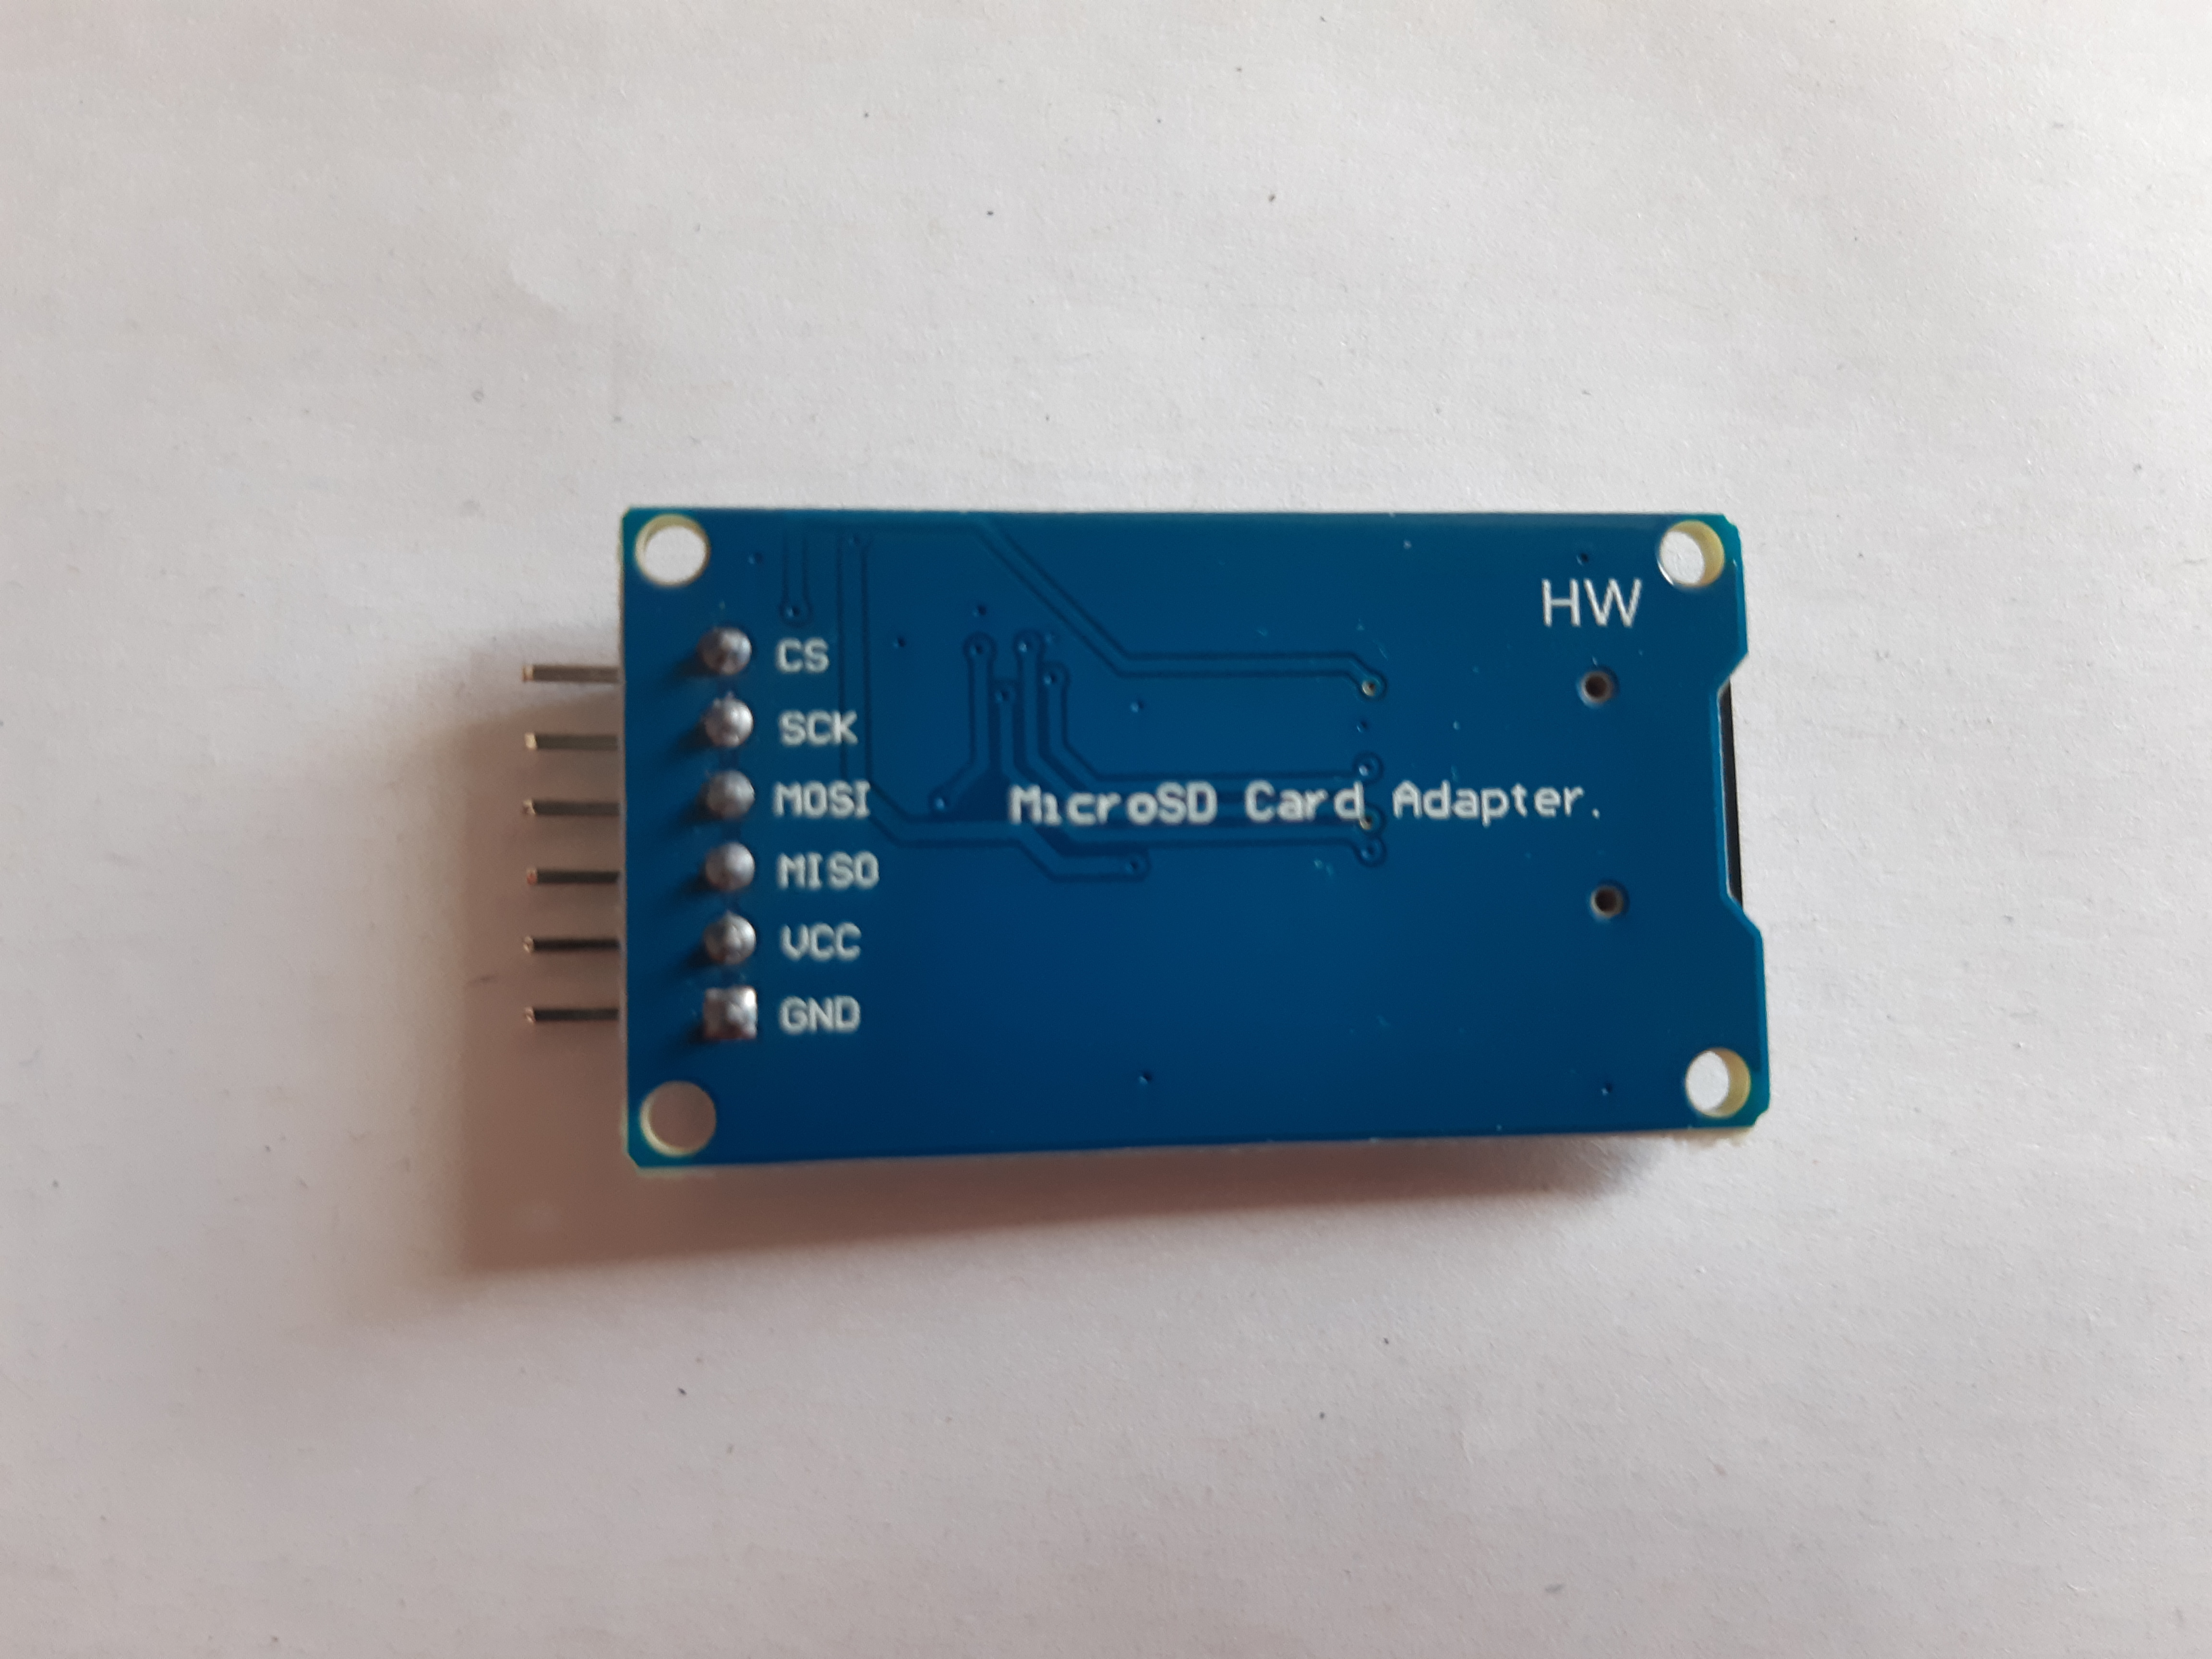 HW
CS
SCK
MOSI
MicroSD Card Adapter.
MISO
VCC
GND